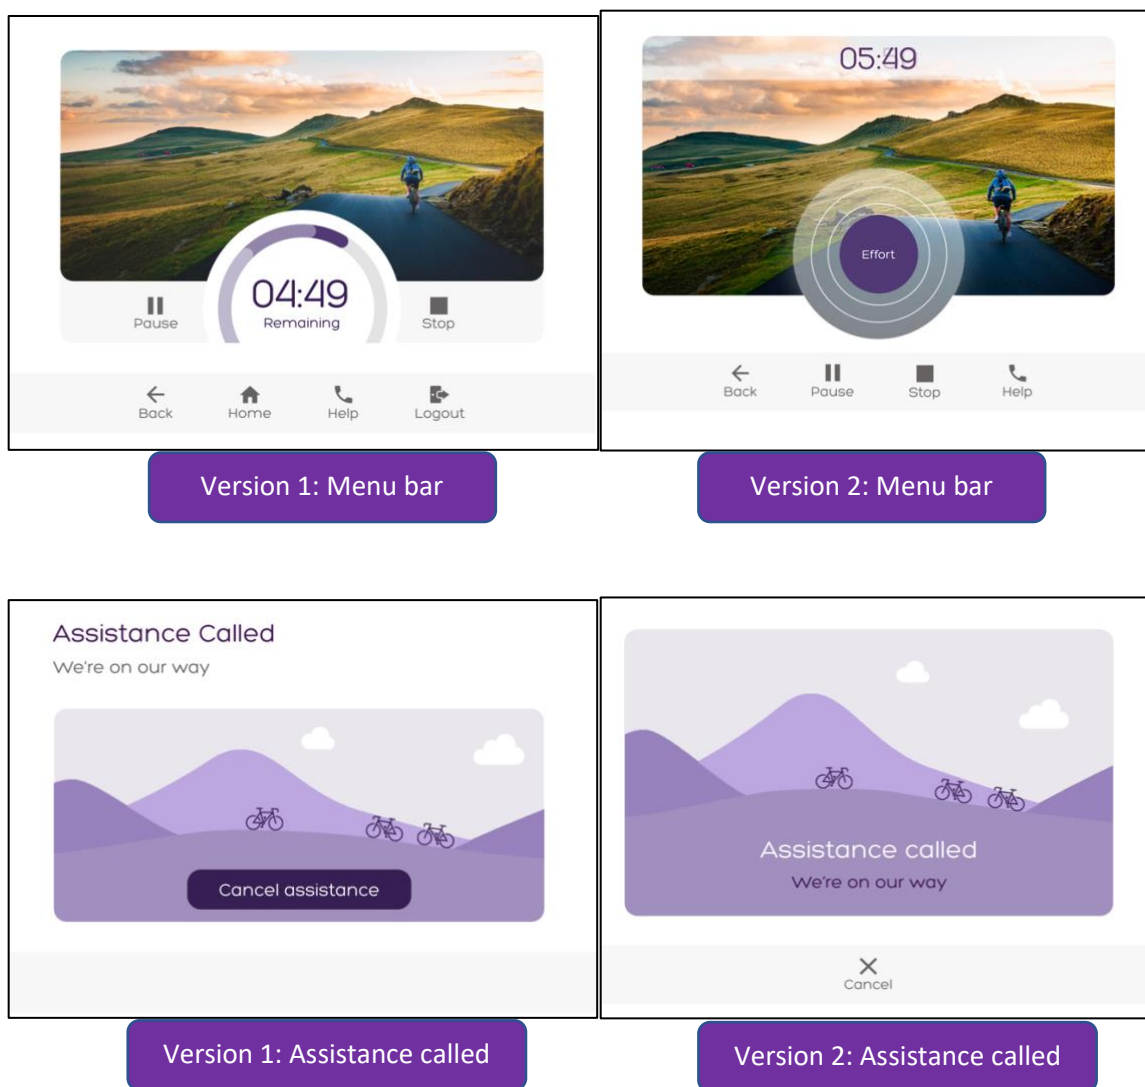 05:49
04:49
Remaining
Pause
Stop
Effort
Back Home Help Logout
Back Pause Stop Help
Version 1: Menu bar
Version 2: Menu bar
Assistance Called
We're on our way
Cancel assistance
Assistance called
We're on our way
Cancel
Version 1: Assistance called
Version 2: Assistance called